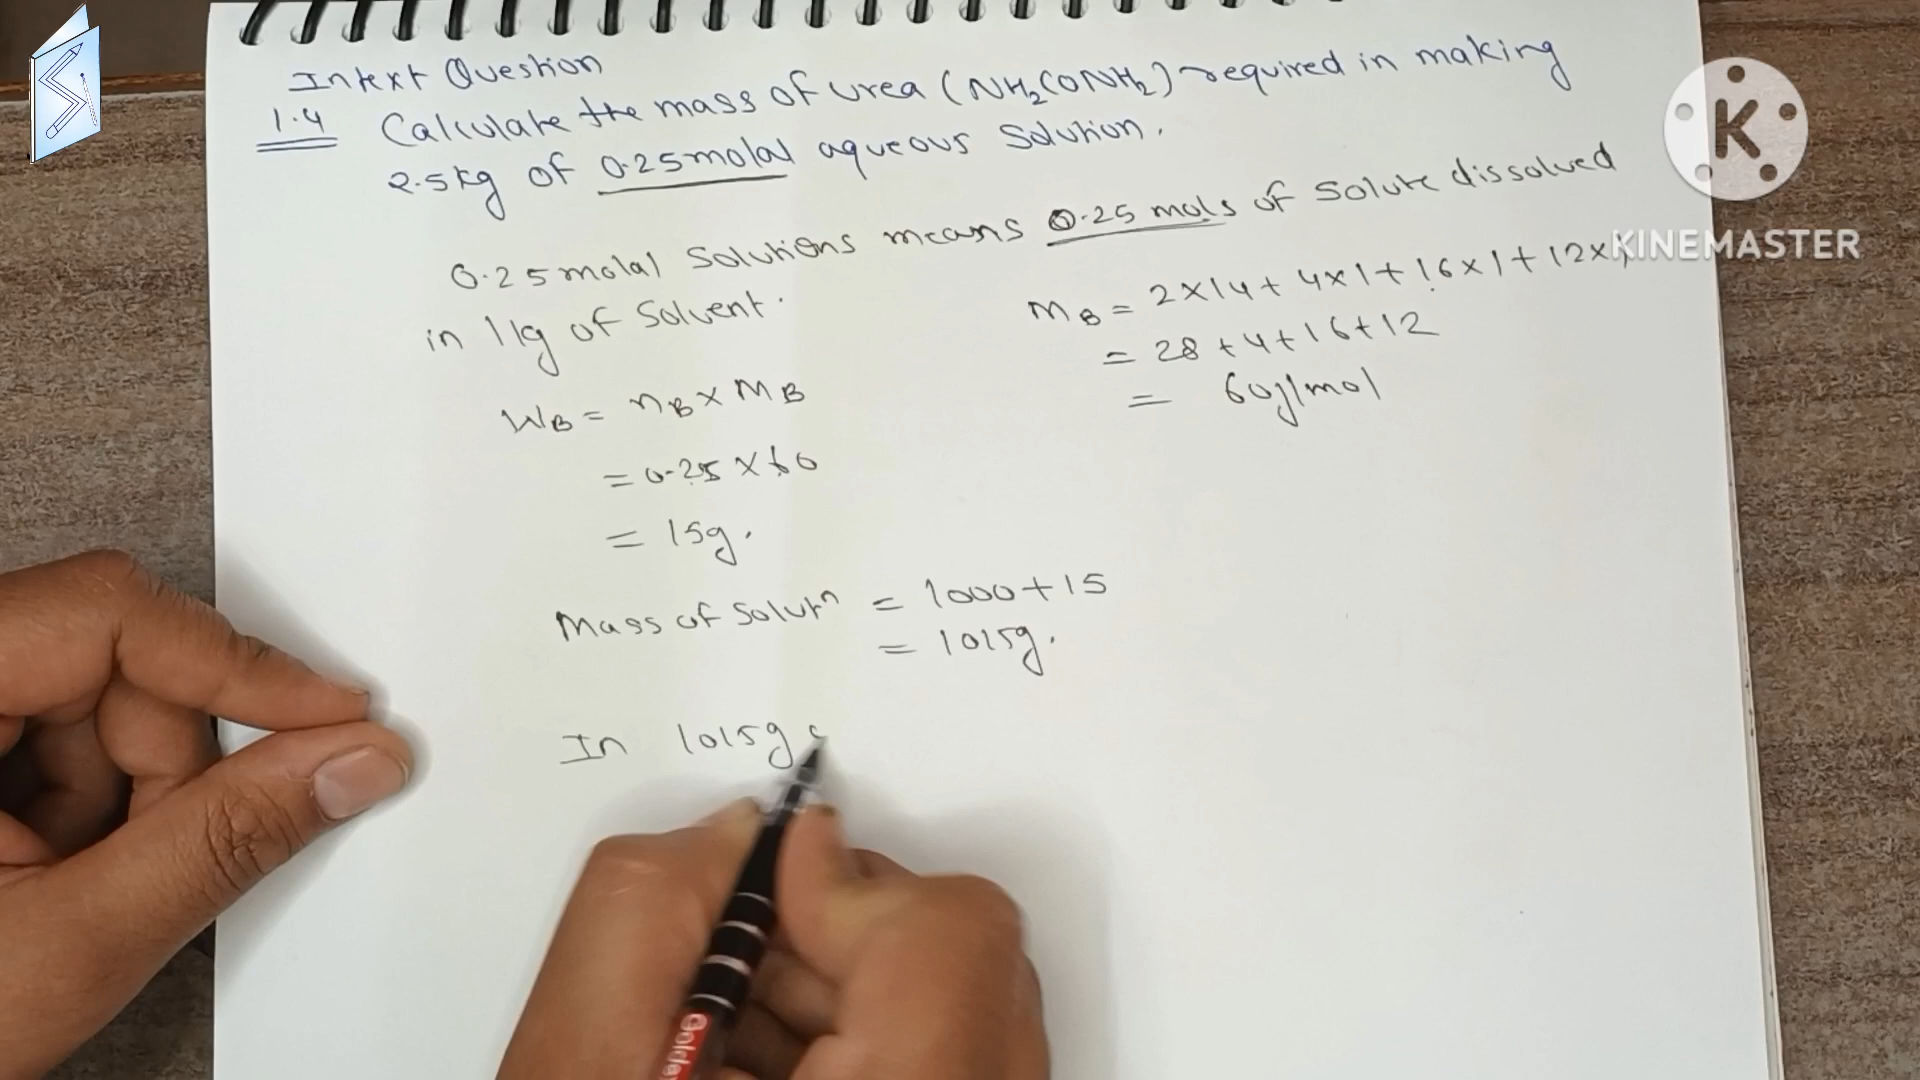 Intext Question
1.4 Calculate the mass of urea (NH2CONH2) required in making
2.5kg of 0.25molal aqueous solution.
0.25molal Solutions means 0.25 mols of solute dissolved
in 1kg of solvent.
MB = 2×14 + 4×1 + 16×1 + 12×1
= 28+4+16+12
= 60g/mol
WB = nB × MB
= 0.25 × 60
= 15g.
Mass of Solutn = 1000+15
= 1015g.
In 1015g
K
KINEMASTER